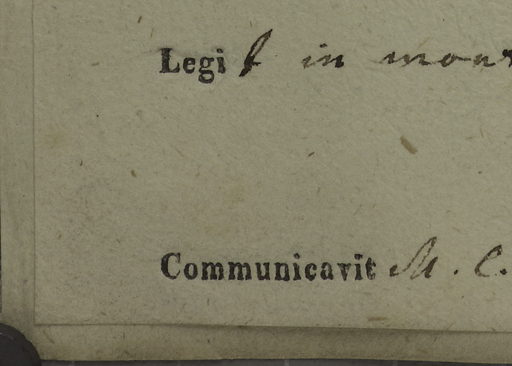 Legi f in mon
Communicavit M. C.